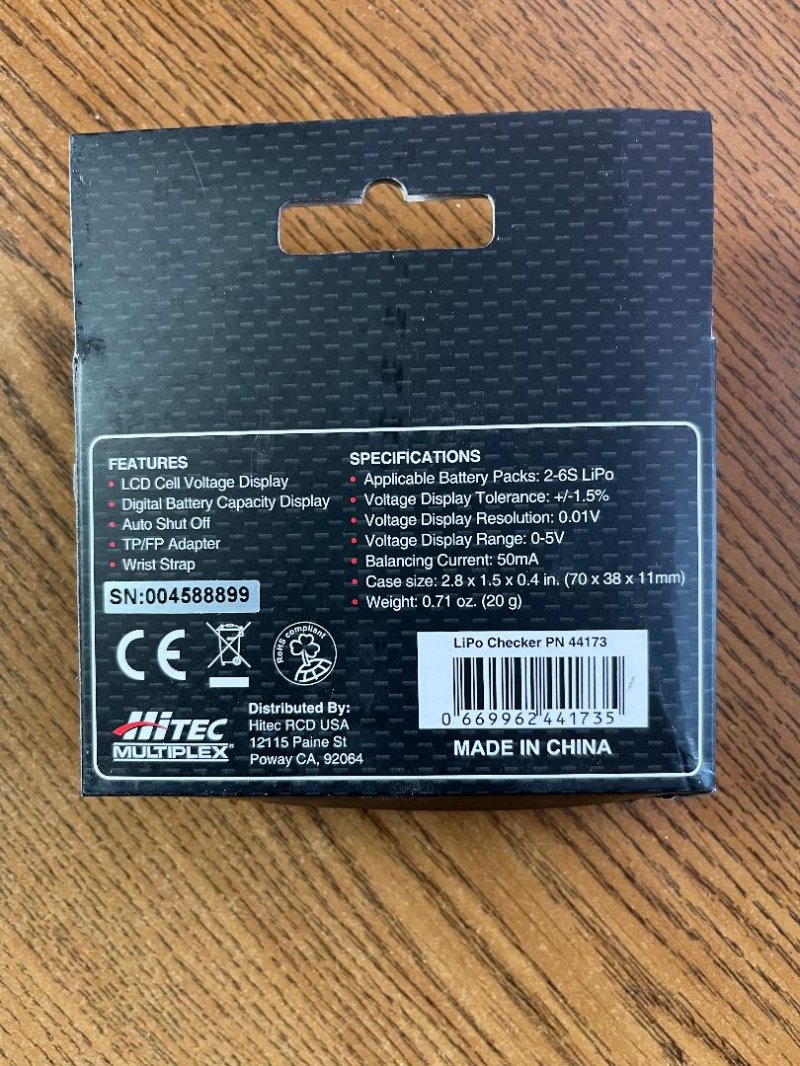 FEATURES
• LCD Cell Voltage Display
• Digital Battery Capacity Display
• Auto Shut Off
• TP/FP Adapter
• Wrist Strap
SN:004588899
SPECIFICATIONS
• Applicable Battery Packs: 2-6S LiPo
• Voltage Display Tolerance: +/-1.5%
• Voltage Display Resolution: 0.01V
• Voltage Display Range: 0-5V
• Balancing Current: 50mA
• Case size: 2.8 x 1.5 x 0.4 in. (70 x 38 x 11mm)
• Weight: 0.71 oz. (20 g)
CE
RoHS compliant
HiTEC
MULTIPLEX®
Distributed By:
Hitec RCD USA
12115 Paine St
Poway CA, 92064
LiPo Checker PN 44173
0 669962 441735
MADE IN CHINA